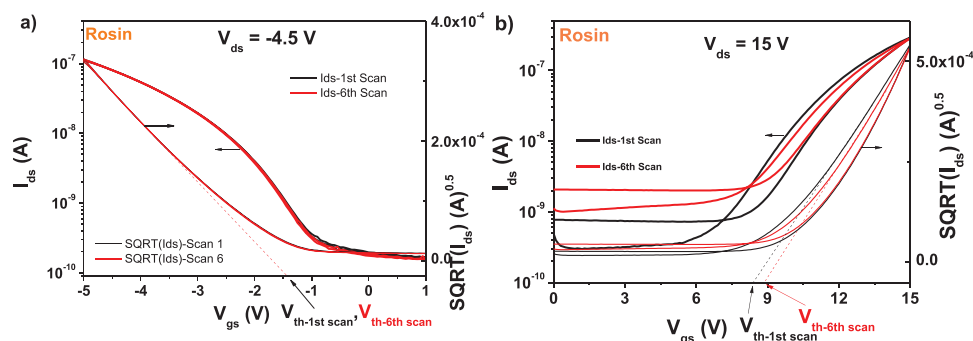 a)
Rosin
V_ds = -4.5 V
4.0x10^-4
10^-7
Ids-1st Scan
Ids-6th Scan
10^-8
2.0x10^-4
I_ds (A)
SQRT(I_ds) (A)^0.5
10^-9
SQRT(Ids)-Scan 1
SQRT(Ids)-Scan 6
0.0
10^-10
-5 -4 -3 -2 -1 0 1
V_gs (V)
V_th-1st scan, V_th-6th scan
b)
Rosin
V_ds = 15 V
10^-7
5.0x10^-4
10^-8
Ids-1st Scan
Ids-6th Scan
I_ds (A)
SQRT(I_ds) (A)^0.5
10^-9
0.0
10^-10
0 3 6 9 12 15
V_gs (V)
V_th-1st scan
V_th-6th scan